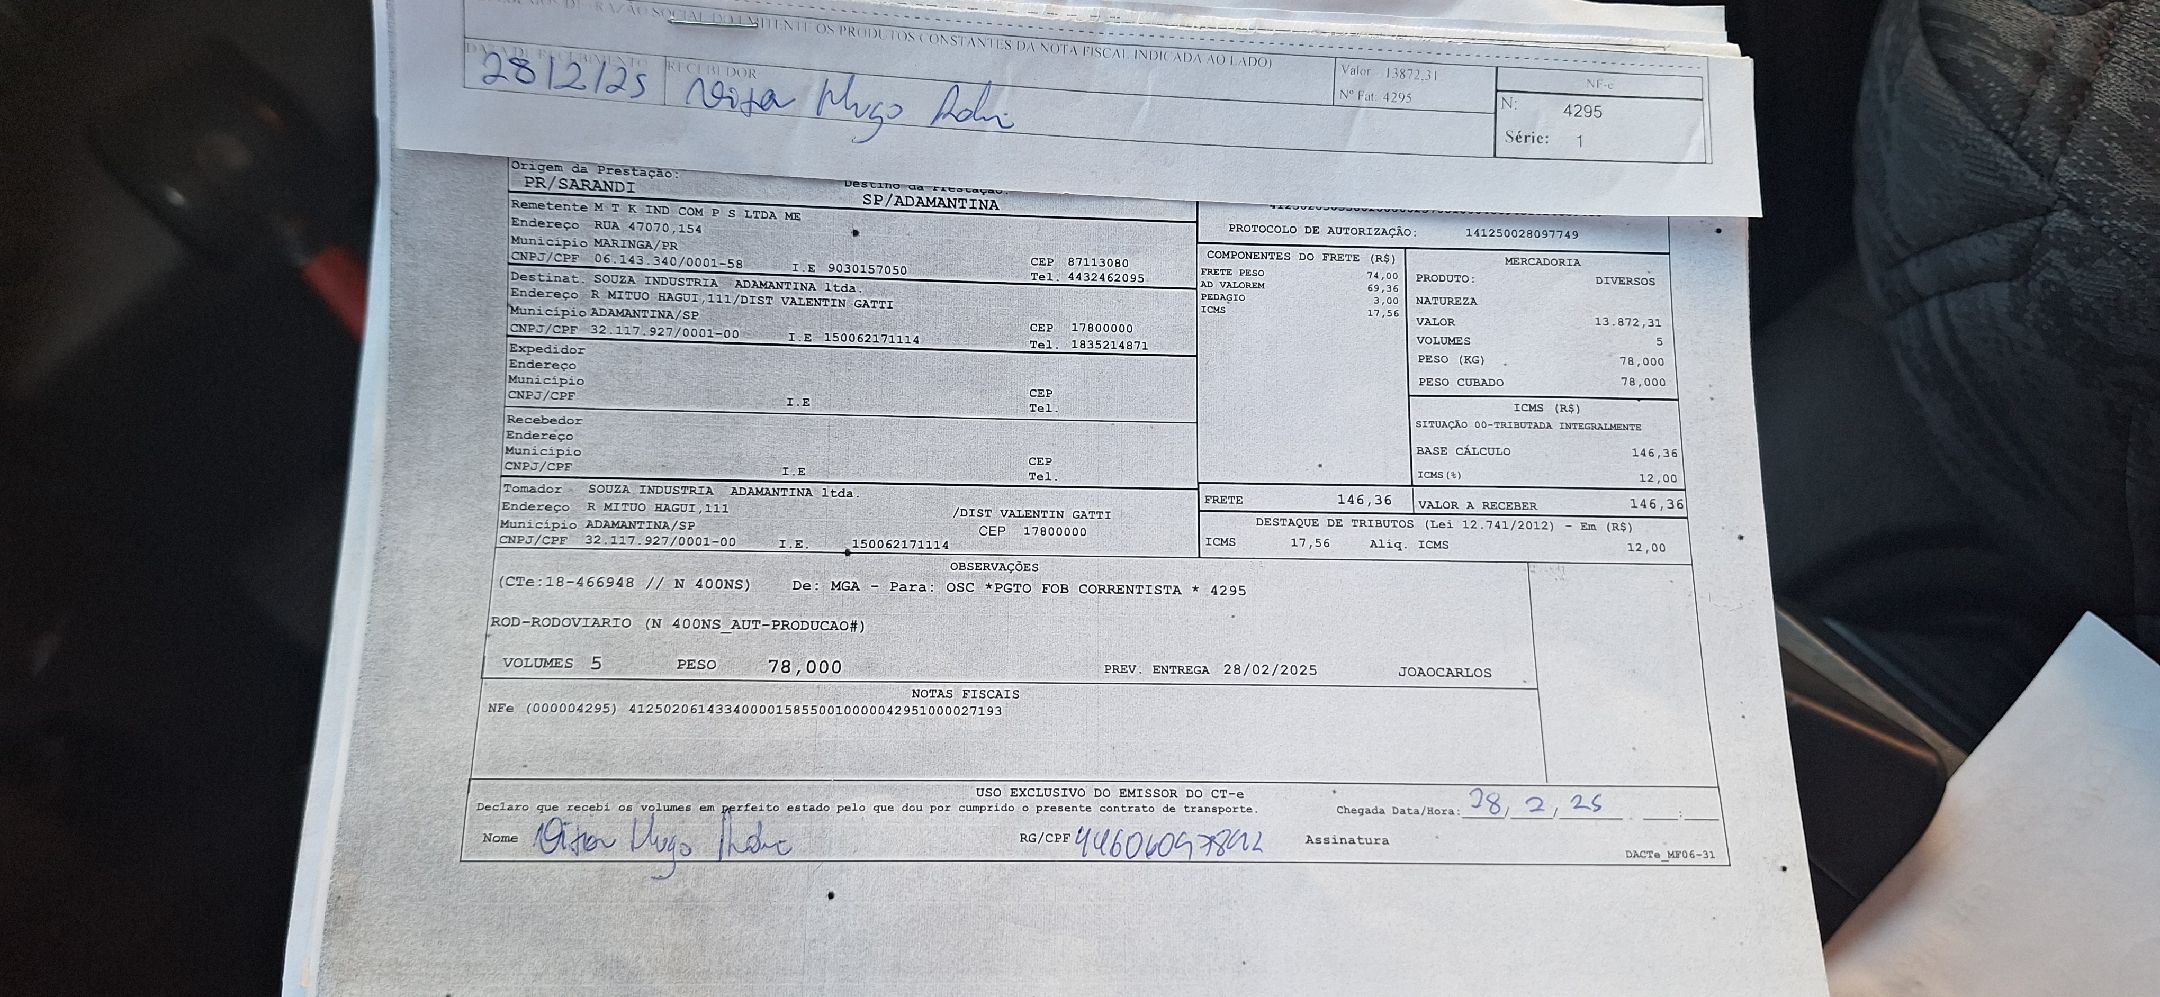 RAZÃO SOCIAL DO EMITENTE OS PRODUTOS CONSTANTES DA NOTA FISCAL INDICADA AO LADO)
RECEBEDOR
28/2/25
Hugo
Valor 13872,31
Nº Fat: 4295
NF-e
N: 4295
Série: 1
Origem da Prestação:
PR/SARANDI
Destino da Prestação:
SP/ADAMANTINA
Remetente M T K IND COM P S LTDA ME
Endereço RUA 47070,154
Município MARINGA/PR
CEP 87113080
CNPJ/CPF 06.143.340/0001-58 I.E 9030157050 Tel. 4432462095
Destinat. SOUZA INDUSTRIA ADAMANTINA ltda.
Endereço R MITUO HAGUI,111/DIST VALENTIN GATTI
Município ADAMANTINA/SP
CEP 17800000
CNPJ/CPF 32.117.927/0001-00 I.E 150062171114 Tel. 1835214871
Expedidor
Endereço
Município
CEP
CNPJ/CPF I.E Tel.
Recebedor
Endereço
Município
CEP
CNPJ/CPF I.E Tel.
Tomador SOUZA INDUSTRIA ADAMANTINA ltda.
Endereço R MITUO HAGUI,111 /DIST VALENTIN GATTI
Município ADAMANTINA/SP CEP 17800000
CNPJ/CPF 32.117.927/0001-00 I.E. 150062171114
PROTOCOLO DE AUTORIZAÇÃO: 141250028097749
COMPONENTES DO FRETE (R$)
FRETE PESO 74,00
AD VALOREM 69,36
PEDAGIO 3,00
ICMS 17,56
MERCADORIA
PRODUTO: DIVERSOS
NATUREZA
VALOR 13.872,31
VOLUMES 5
PESO (KG) 78,000
PESO CUBADO 78,000
ICMS (R$)
SITUAÇÃO 00-TRIBUTADA INTEGRALMENTE
BASE CÁLCULO 146,36
ICMS(%) 12,00
FRETE 146,36
VALOR A RECEBER 146,36
DESTAQUE DE TRIBUTOS (Lei 12.741/2012) - Em (R$)
ICMS 17,56 Aliq. ICMS 12,00
OBSERVAÇÕES
(CTe:18-466948 // N 400NS) De: MGA - Para: OSC *PGTO FOB CORRENTISTA * 4295
ROD-RODOVIARIO (N 400NS_AUT-PRODUCAO#)
VOLUMES 5 PESO 78,000 PREV. ENTREGA 28/02/2025 JOAOCARLOS
NOTAS FISCAIS
NFe (000004295) 41250206143340000158550010000042951000027193
USO EXCLUSIVO DO EMISSOR DO CT-e
Declaro que recebi os volumes em perfeito estado pelo que dou por cumprido o presente contrato de transporte.
Chegada Data/Hora: 28/ 2 / 25 __:__
Nome Hugo RG/CPF Assinatura
DACTe_MF06-31